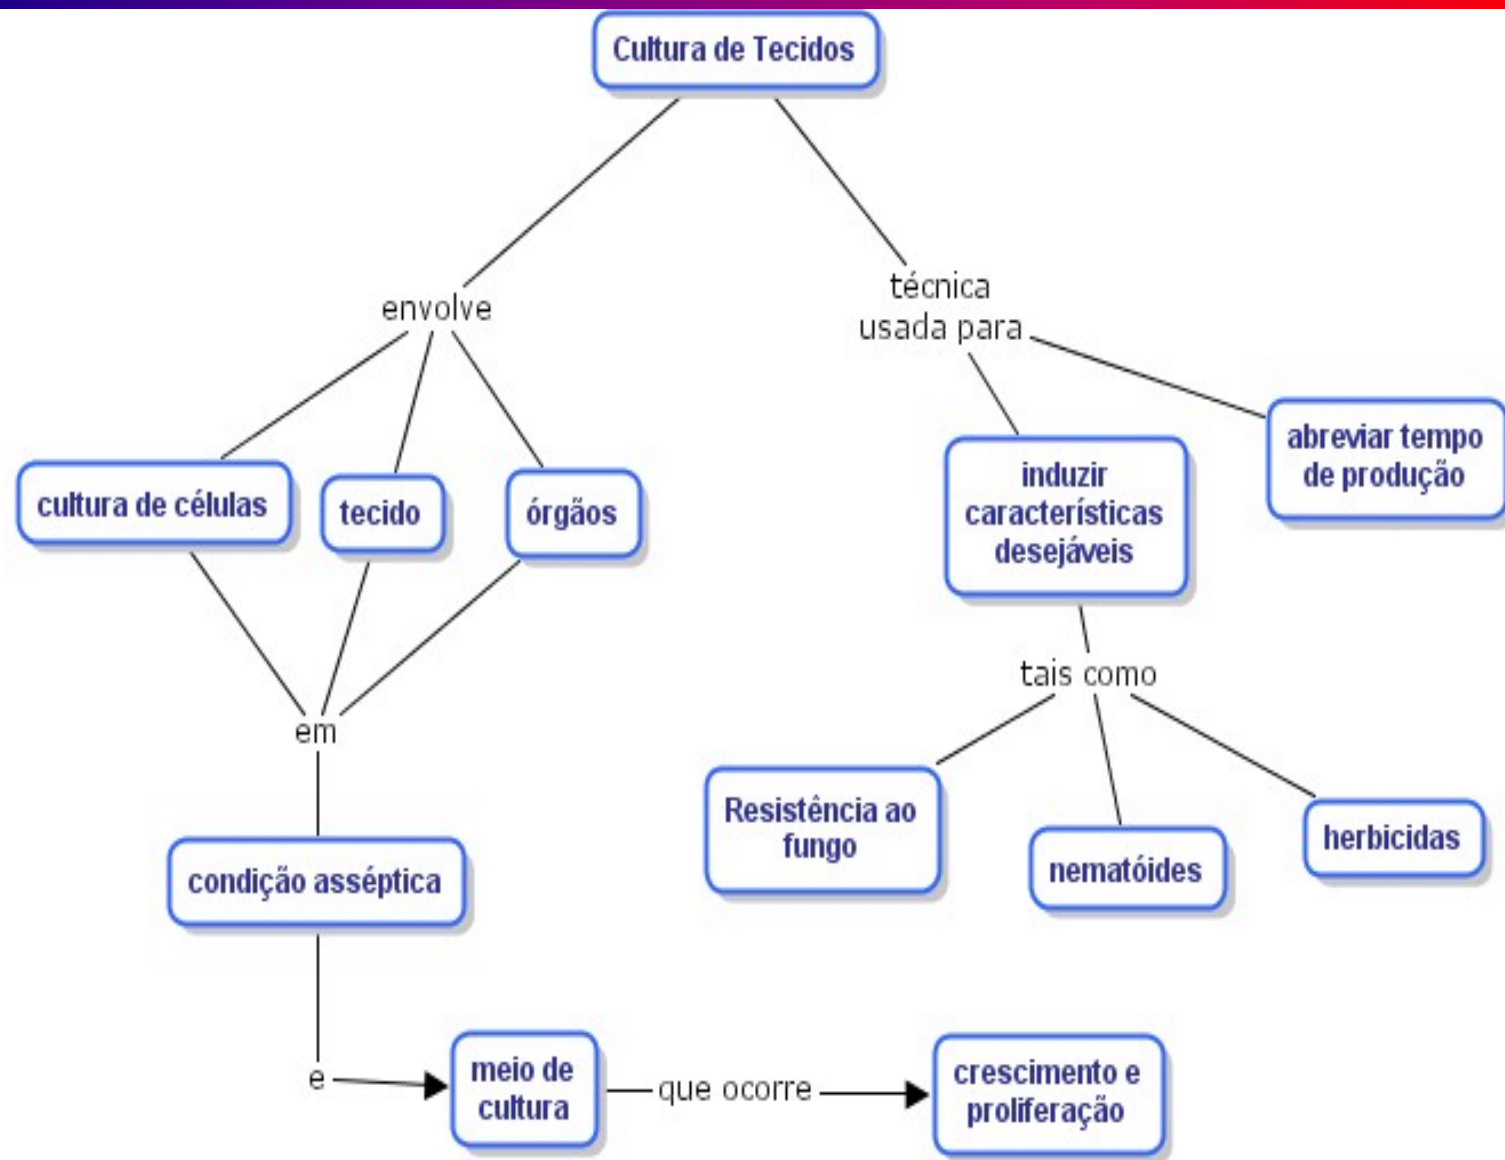 Cultura de Tecidos
envolve
técnica
usada para
cultura de células
tecido
órgãos
induzir
características
desejáveis
abreviar tempo
de produção
em
tais como
condição asséptica
Resistência ao
fungo
nematóides
herbicidas
e
meio de
cultura
que ocorre
crescimento e
proliferação